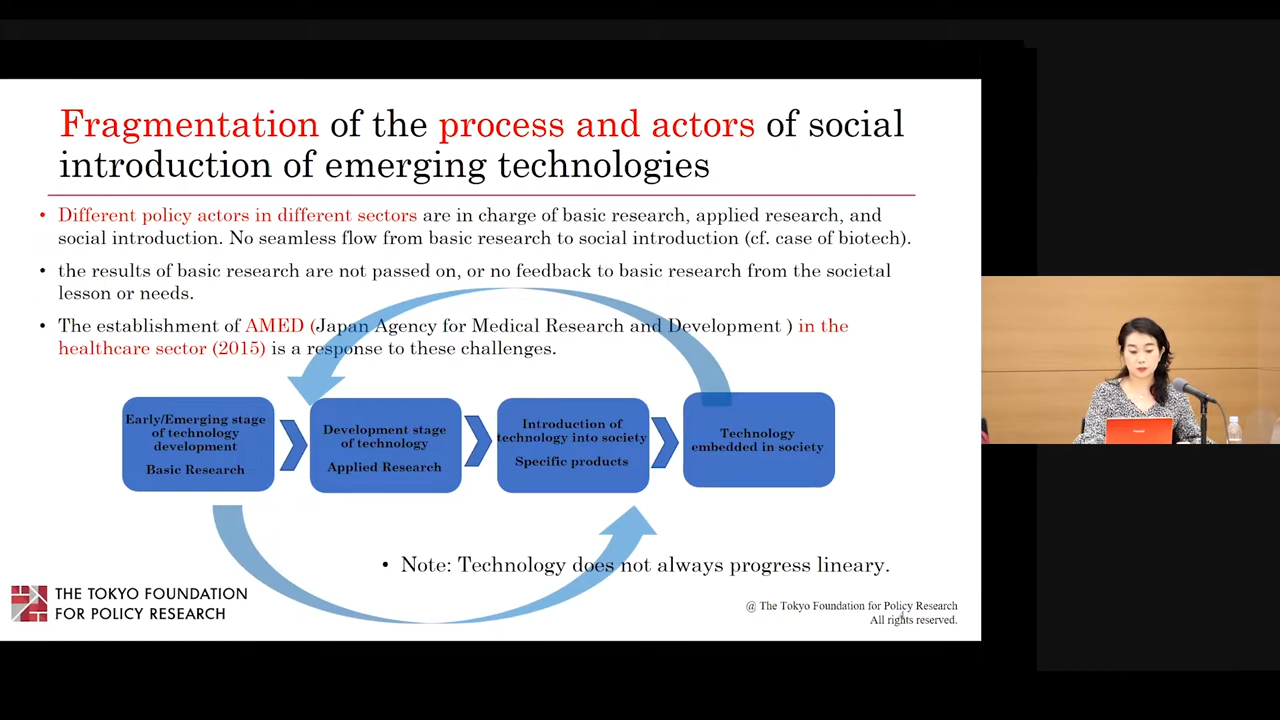 Fragmentation of the process and actors of social
introduction of emerging technologies
• Different policy actors in different sectors are in charge of basic research, applied research, and
social introduction. No seamless flow from basic research to social introduction (cf. case of biotech).
• the results of basic research are not passed on, or no feedback to basic research from the societal
lesson or needs.
• The establishment of AMED (Japan Agency for Medical Research and Development ) in the
healthcare sector (2015) is a response to these challenges.
Early/Emerging stage
of technology
development
Basic Research
Development stage
of technology
Applied Research
Introduction of
technology into society
Specific products
Technology
embedded in society
• Note: Technology does not always progress lineary.
THE TOKYO FOUNDATION
FOR POLICY RESEARCH
@ The Tokyo Foundation for Policy Research
All rights reserved.